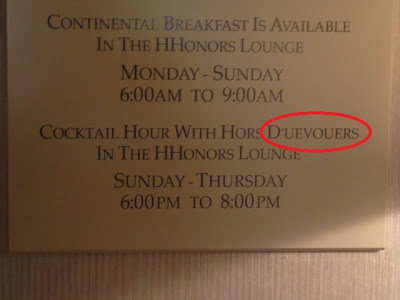 Continental Breakfast Is Available
In The HHonors Lounge
Monday - Sunday
6:00AM to 9:00AM
Cocktail Hour With Hors D'uevouers
In The HHonors Lounge
Sunday - Thursday
6:00PM to 8:00PM